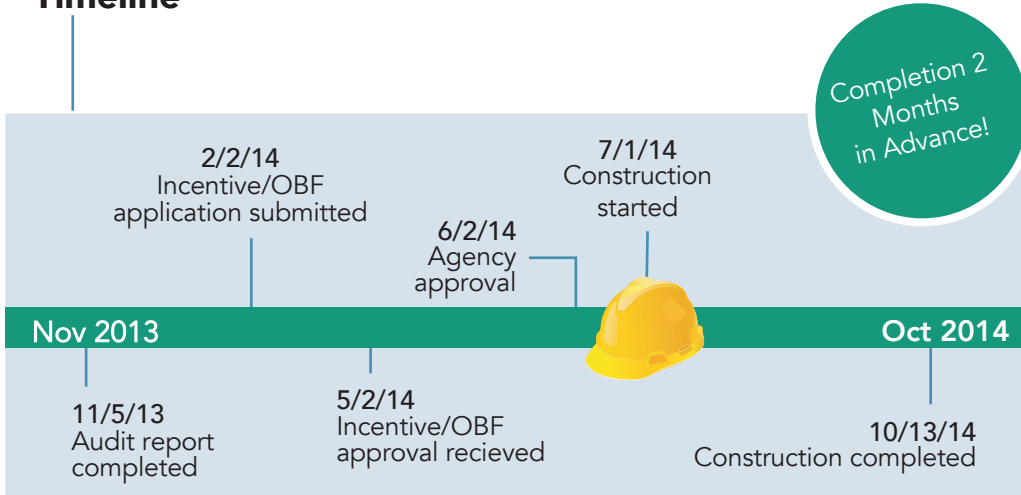 Timeline
Completion 2
Months
in Advance!
2/2/14
Incentive/OBF
application submitted
6/2/14
Agency
approval
7/1/14
Construction
started
Nov 2013
Oct 2014
11/5/13
Audit report
completed
5/2/14
Incentive/OBF
approval recieved
10/13/14
Construction completed